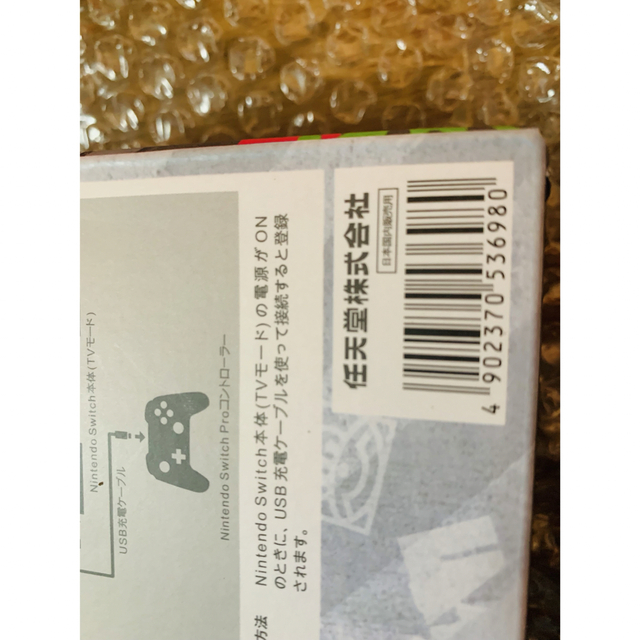 任天堂株式会社
日本国内販売用
4 902370 536980
Nintendo Switch本体(TVモード)の電源がON
のときに、USB充電ケーブルを使って接続すると登録
されます。
Nintendo Switch Proコントローラー
USB充電ケーブル
Nintendo Switch本体(TVモード)
方法